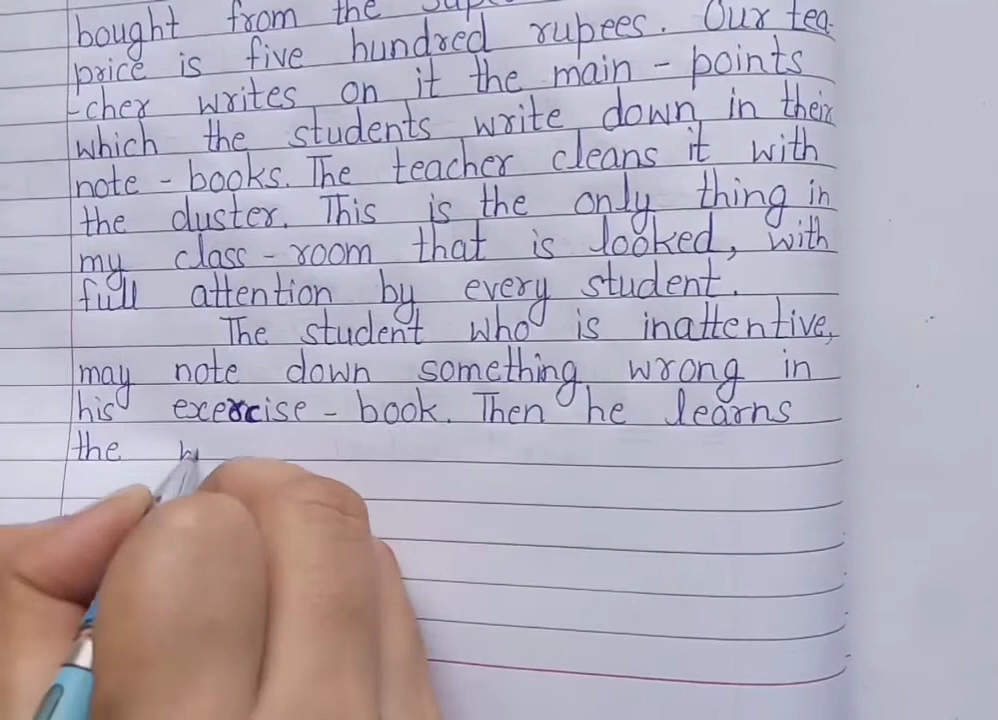 bought from the
price is five hundred rupees. Our tea-
-cher writes on it the main - points
which the students write down in their
note - books. The teacher cleans it with
the duster. This is the only thing in
my class - room that is looked, with
full attention by every student.
The student who is inattentive,
may note down something wrong in
his exercise - book. Then he learns
the